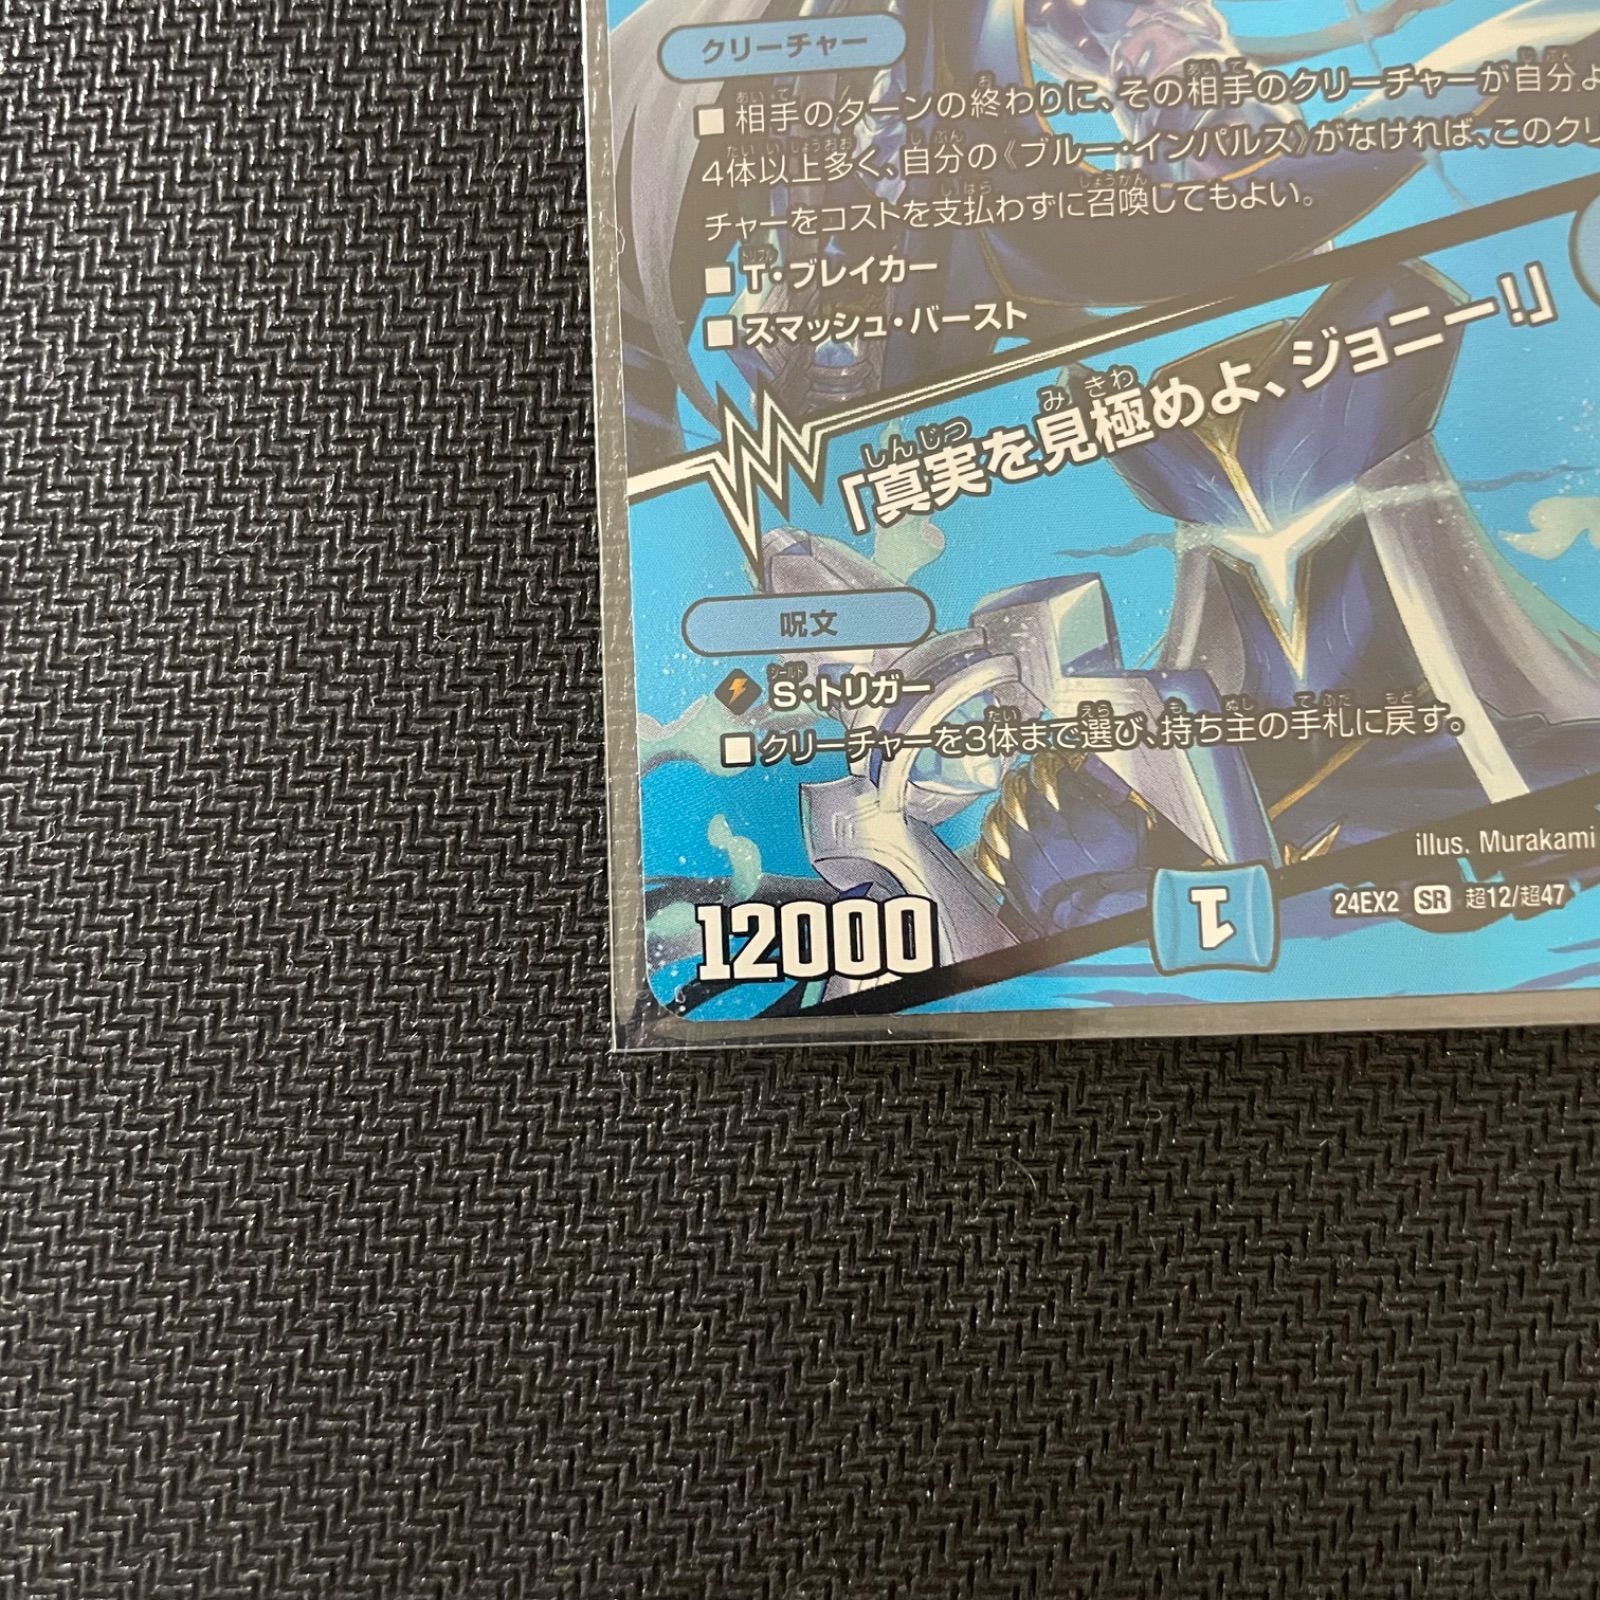 クリーチャー
■相手のターンの終わりに、その相手のクリーチャーが自分よ
4体以上多く、自分の《ブルー・インパルス》がなければ、このクリ
チャーをコストを支払わずに召喚してもよい。
■T・ブレイカー
■スマッシュ・バースト
「真実を見極めよ、ジョニー!」
呪文
S・トリガー
■クリーチャーを3体まで選び、持ち主の手札に戻す。
illus. Murakami
24EX2 SR 超12/超47
12000
1